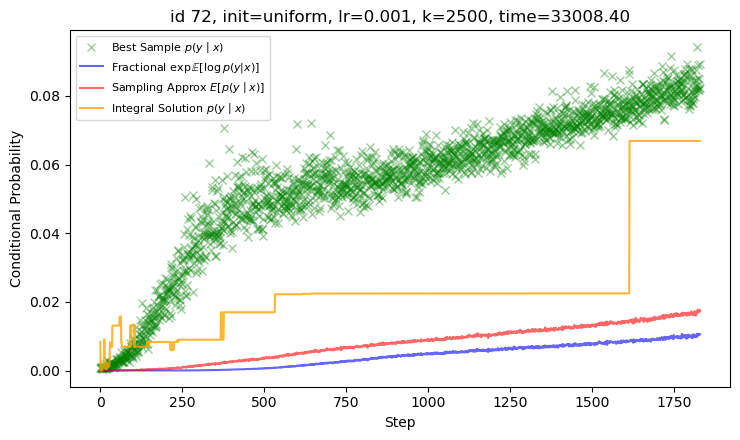 id 72, init=uniform, lr=0.001, k=2500, time=33008.40
Best Sample p(y | x)
Fractional exp𝔼[log p(y|x)]
Sampling Approx E[p(y | x)]
Integral Solution p(y | x)
Conditional Probability
0.08
0.06
0.04
0.02
0.00
0
250
500
750
1000
1250
1500
1750
Step